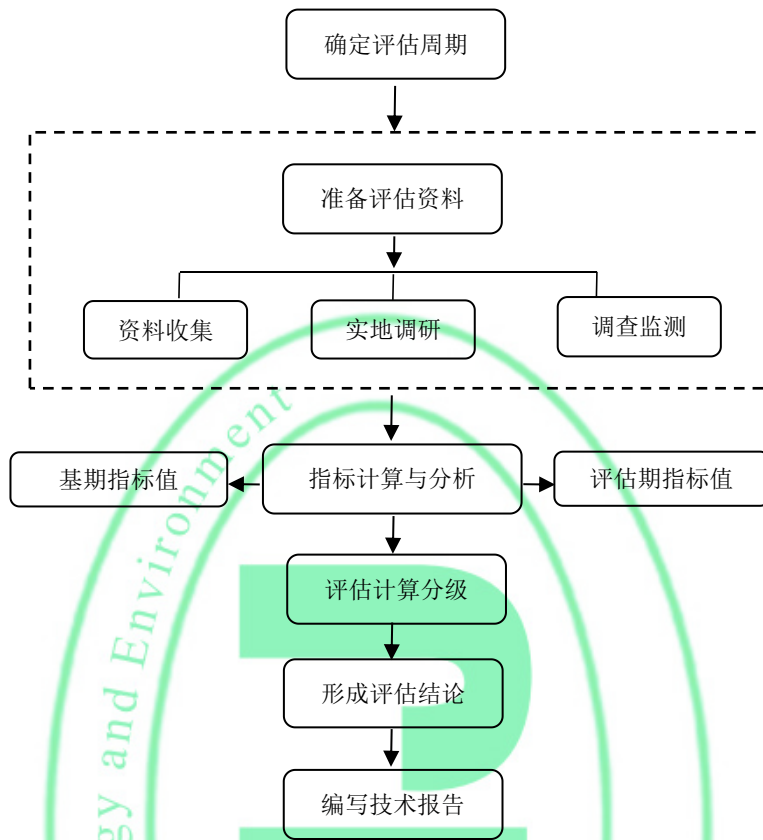 确定评估周期
准备评估资料
资料收集
实地调研
调查监测
基期指标值
指标计算与分析
评估期指标值
评估计算分级
形成评估结论
编写技术报告
gy and Environment